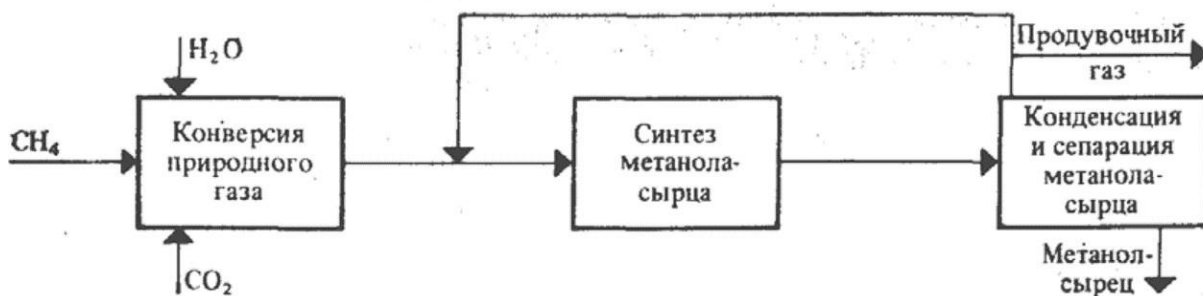 H₂O
CH₄
CO₂
Конверсия
природного
газа
Синтез
метанола-
сырца
Продувочный
газ
Конденсация
и сепарация
метанола-
сырца
Метанол-
сырец